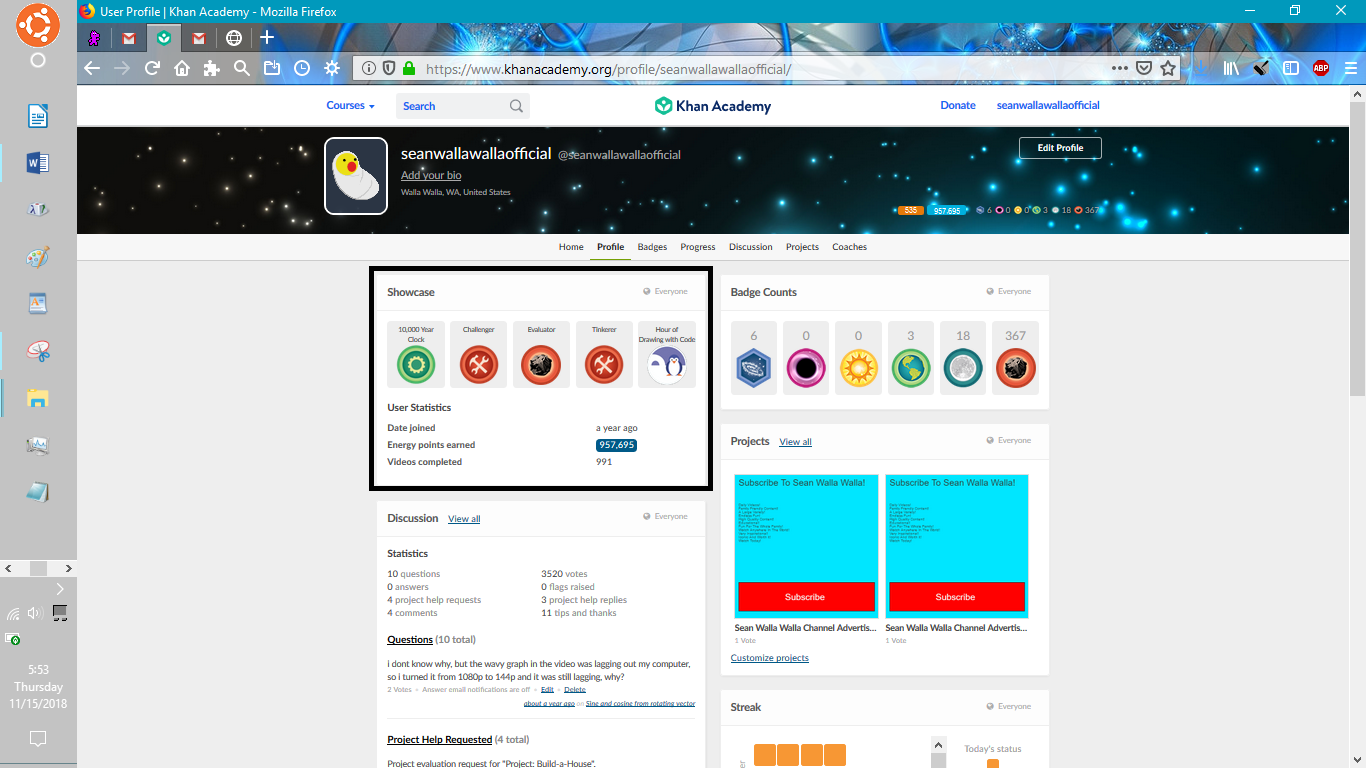 User Profile | Khan Academy - Mozilla Firefox
https://www.khanacademy.org/profile/seanwallawallaofficial/
ABP
Courses
Search
Khan Academy
Donate
seanwallawallaofficial
seanwallawallaofficial @seanwallawallaofficial
Add your bio
Walla Walla, WA, United States
Edit Profile
535 957,695 6 0 0 3 18 367
Home Profile Badges Progress Discussion Projects Coaches
Showcase Everyone
10,000 Year Clock
Challenger
Evaluator
Tinkerer
Hour of Drawing with Code
User Statistics
Date joined a year ago
Energy points earned 957,695
Videos completed 991
Discussion View all Everyone
Statistics
10 questions 3520 votes
0 answers 0 flags raised
4 project help requests 3 project help replies
4 comments 11 tips and thanks
Questions (10 total)
i dont know why, but the wavy graph in the video was lagging out my computer,
so i turned it from 1080p to 144p and it was still lagging, why?
2 Votes • Answer email notifications are off • Edit • Delete
about a year ago on Sine and cosine from rotating vector
Project Help Requested (4 total)
Project evaluation request for "Project: Build-a-House".
Badge Counts Everyone
6 0 0 3 18 367
Projects View all Everyone
Subscribe To Sean Walla Walla!
Subscribe
Sean Walla Walla Channel Advertis...
1 Vote
Subscribe To Sean Walla Walla!
Subscribe
Sean Walla Walla Channel Advertis...
1 Vote
Customize projects
Streak Everyone
Today's status
5:53
Thursday
11/15/2018